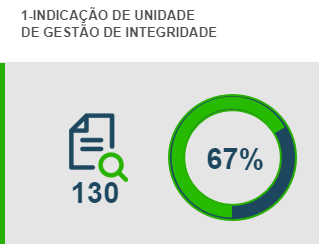 1-INDICAÇÃO DE UNIDADE
DE GESTÃO DE INTEGRIDADE
67%
130